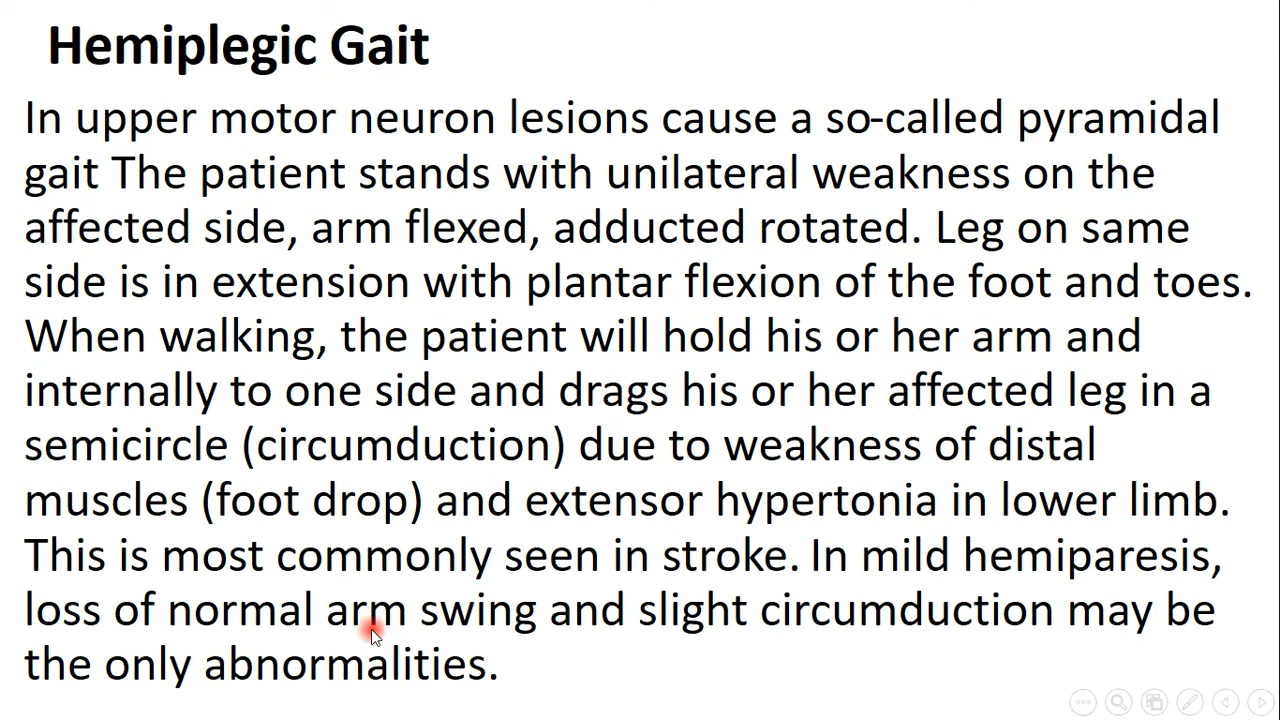 Hemiplegic Gait
In upper motor neuron lesions cause a so-called pyramidal
gait The patient stands with unilateral weakness on the
affected side, arm flexed, adducted rotated. Leg on same
side is in extension with plantar flexion of the foot and toes.
When walking, the patient will hold his or her arm and
internally to one side and drags his or her affected leg in a
semicircle (circumduction) due to weakness of distal
muscles (foot drop) and extensor hypertonia in lower limb.
This is most commonly seen in stroke. In mild hemiparesis,
loss of normal arm swing and slight circumduction may be
the only abnormalities.